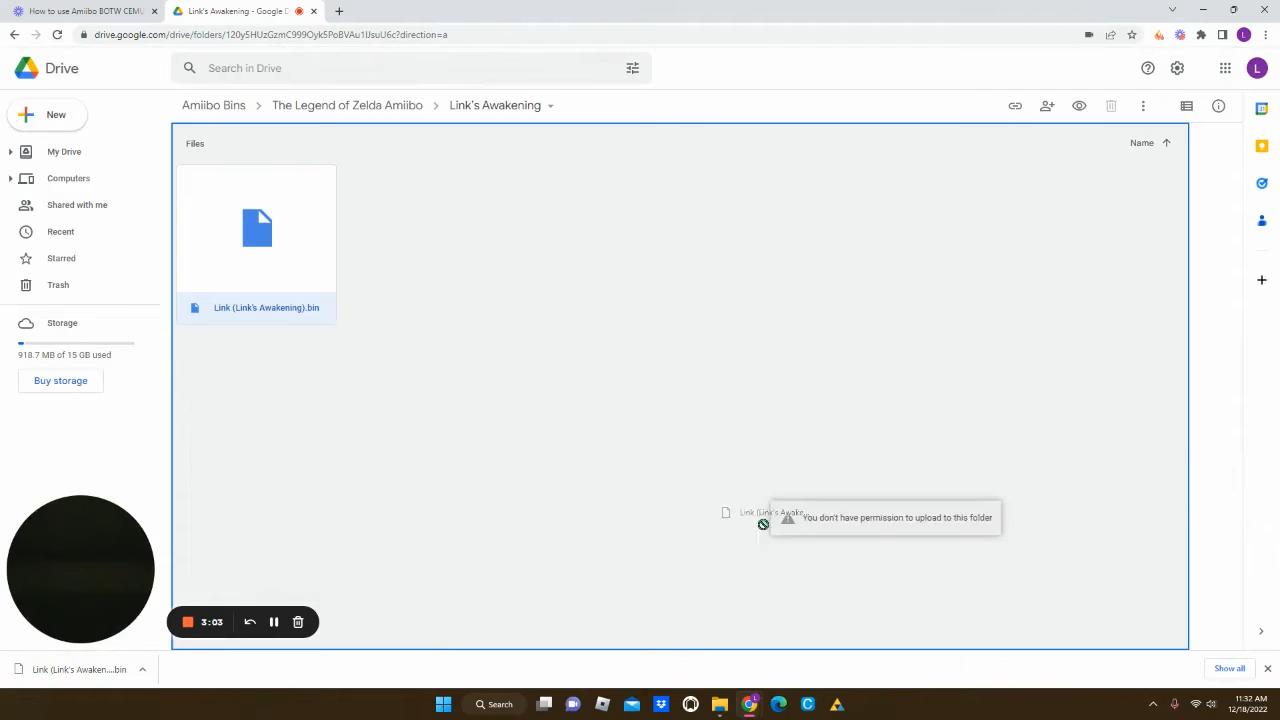 How to use Amiibo BOTW CEMU
Link's Awakening - Google D
drive.google.com/drive/folders/120y5HUzGzmC999Oyk5PoBVAu1UsuU6c?direction=a
L
Drive
Search in Drive
L
New
Amiibo Bins
The Legend of Zelda Amiibo
Link's Awakening
Files
Name
My Drive
Computers
Shared with me
Recent
Starred
Trash
Storage
918.7 MB of 15 GB used
Buy storage
Link (Link's Awakening).bin
Link (Link's Awake...
You don't have permission to upload to this folder
3:03
Link (Link's Awaken....bin
Show all
Search
11:32 AM
12/18/2022